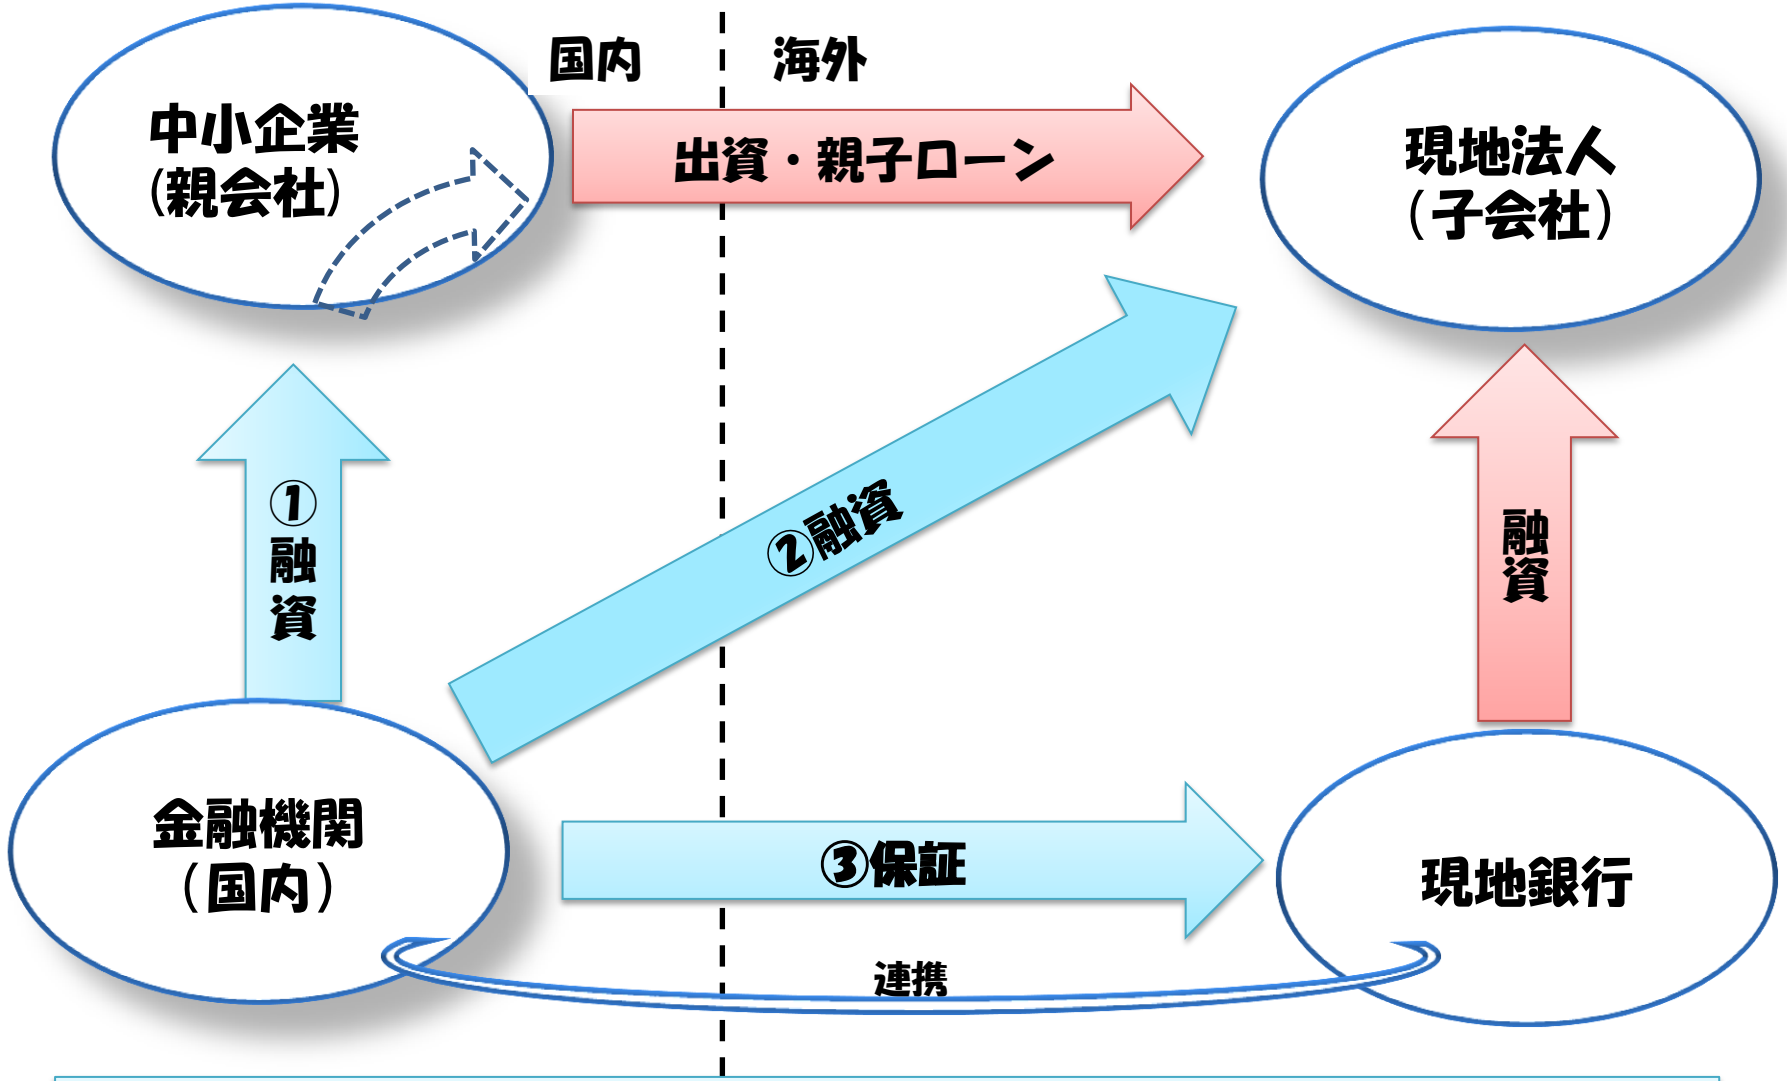 国内
海外
中小企業
(親会社)
出資・親子ローン
現地法人
(子会社)
①
融
資
②融資
融
資
金融機関
(国内)
③保証
現地銀行
連携